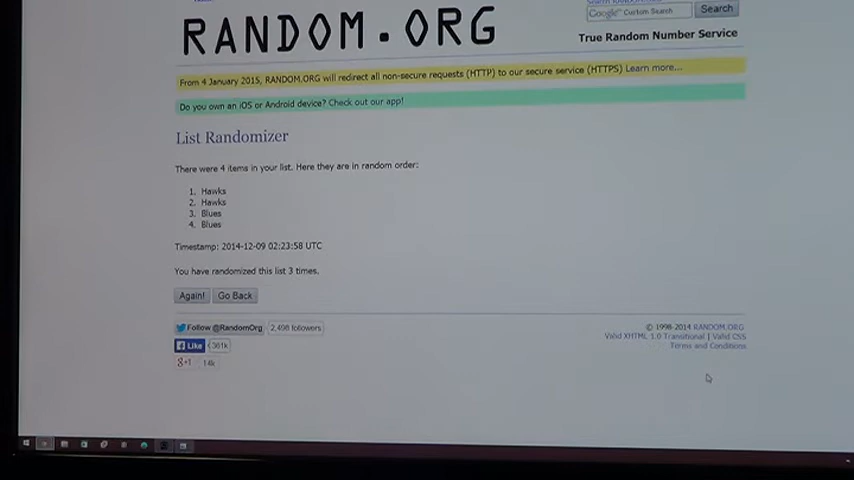 RANDOM.ORG
Google™ Custom Search
Search
True Random Number Service
From 4 January 2015, RANDOM.ORG will redirect all non-secure requests (HTTP) to our secure service (HTTPS) Learn more...
Do you own an iOS or Android device? Check out our app!
List Randomizer
There were 4 items in your list. Here they are in random order:
1. Hawks
2. Hawks
3. Blues
4. Blues
Timestamp: 2014-12-09 02:23:58 UTC
You have randomized this list 3 times.
Again! Go Back
Follow @RandomOrg 2,498 followers
Like 361k
g+1 14k
© 1998-2014 RANDOM.ORG
Valid XHTML 1.0 Transitional | Valid CSS
Terms and Conditions